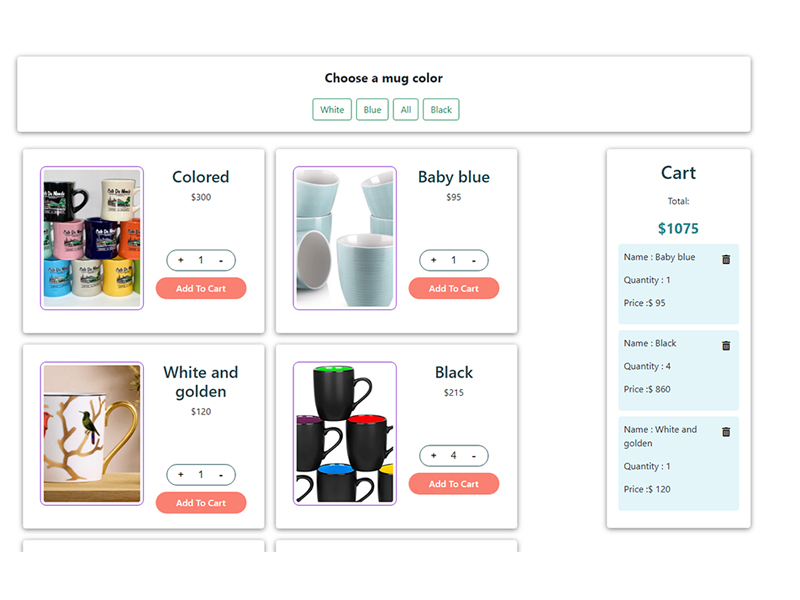 Choose a mug color
White
Blue
All
Black
Colored
$300
+ 1 -
Add To Cart
Baby blue
$95
+ 1 -
Add To Cart
White and
golden
$120
+ 1 -
Add To Cart
Black
$215
+ 4 -
Add To Cart
Cart
Total:
$1075
Name : Baby blue
Quantity : 1
Price :$ 95
Name : Black
Quantity : 4
Price :$ 860
Name : White and
golden
Quantity : 1
Price :$ 120